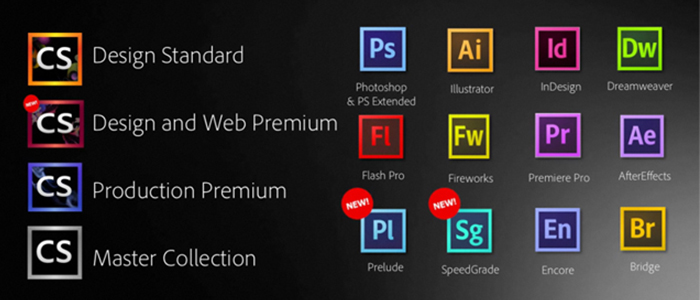 CS Design Standard
NEW!
CS Design and Web Premium
CS Production Premium
CS Master Collection
Ps Ai Id Dw
Photoshop
& PS Extended
Illustrator
InDesign
Dreamweaver
Fl Fw Pr Ae
Flash Pro
Fireworks
Premiere Pro
AfterEffects
NEW! NEW!
Pl Sg En Br
Prelude
SpeedGrade
Encore
Bridge